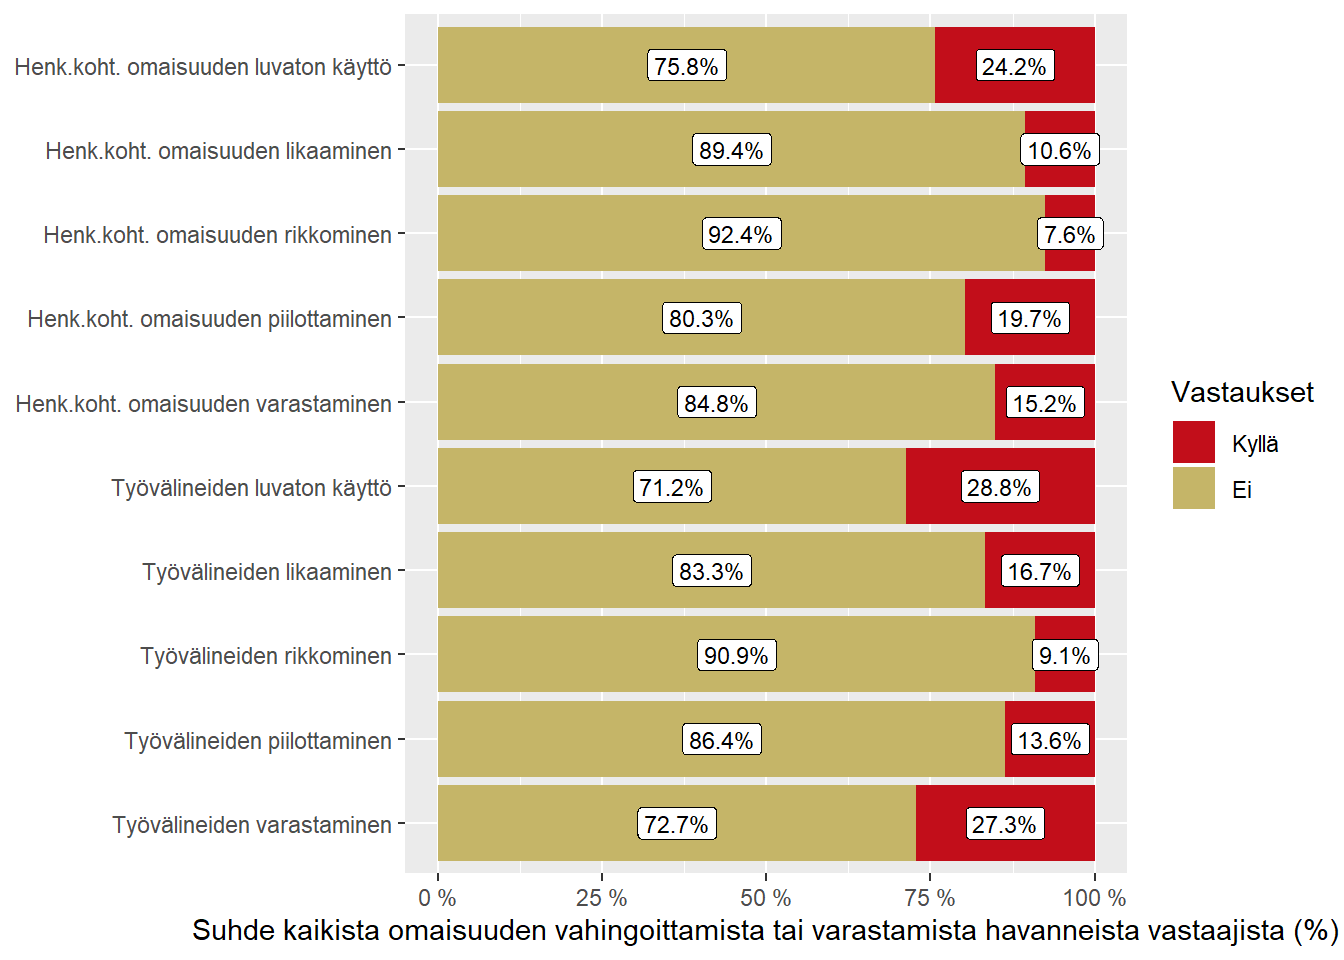 Henk.koht. omaisuuden luvaton käyttö 75.8% 24.2%
Henk.koht. omaisuuden likaaminen 89.4% 10.6%
Henk.koht. omaisuuden rikkominen 92.4% 7.6%
Henk.koht. omaisuuden piilottaminen 80.3% 19.7%
Henk.koht. omaisuuden varastaminen 84.8% 15.2%
Työvälineiden luvaton käyttö 71.2% 28.8%
Työvälineiden likaaminen 83.3% 16.7%
Työvälineiden rikkominen 90.9% 9.1%
Työvälineiden piilottaminen 86.4% 13.6%
Työvälineiden varastaminen 72.7% 27.3%
0 % 25 % 50 % 75 % 100 %
Suhde kaikista omaisuuden vahingoittamista tai varastamista havanneista vastaajista (%)
Vastaukset
Kyllä
Ei